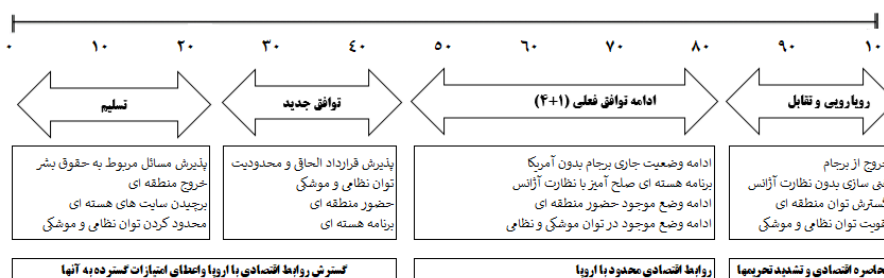 ۰ ۱۰ ۲۰ ۳۰ ۴۰ ۵۰ ۶۰ ۷۰ ۸۰ ۹۰ ۱۰
رویارویی و تقابل
ادامه توافق فعلی (۱+۴)
توافق جدید
تسلیم
خروج از برجام
سازی بدون نظارت آژانس
گسترش توان منطقه ای
توان نظامی و موشکی
ادامه وضعیت جاری برجام بدون آمریکا
برنامه هسته ای صلح آمیز با نظارت آژانس
ادامه وضع موجود حضور منطقه ای
ادامه وضع موجود در توان موشکی و نظامی
پذیرش قرارداد الحاقی و محدودیت
توان نظامی و موشکی
حضور منطقه ای
برنامه هسته ای
پذیرش مسائل مربوط به حقوق بشر
خروج منطقه ای
برچیدن سایت های هسته ای
محدود کردن توان نظامی و موشکی
اقتصادی و تشدید تحریمها
روابط اقتصادی محدود با اروپا
گسترش روابط اقتصادی با اروپا واعطای امتیازات گسترده به آنها